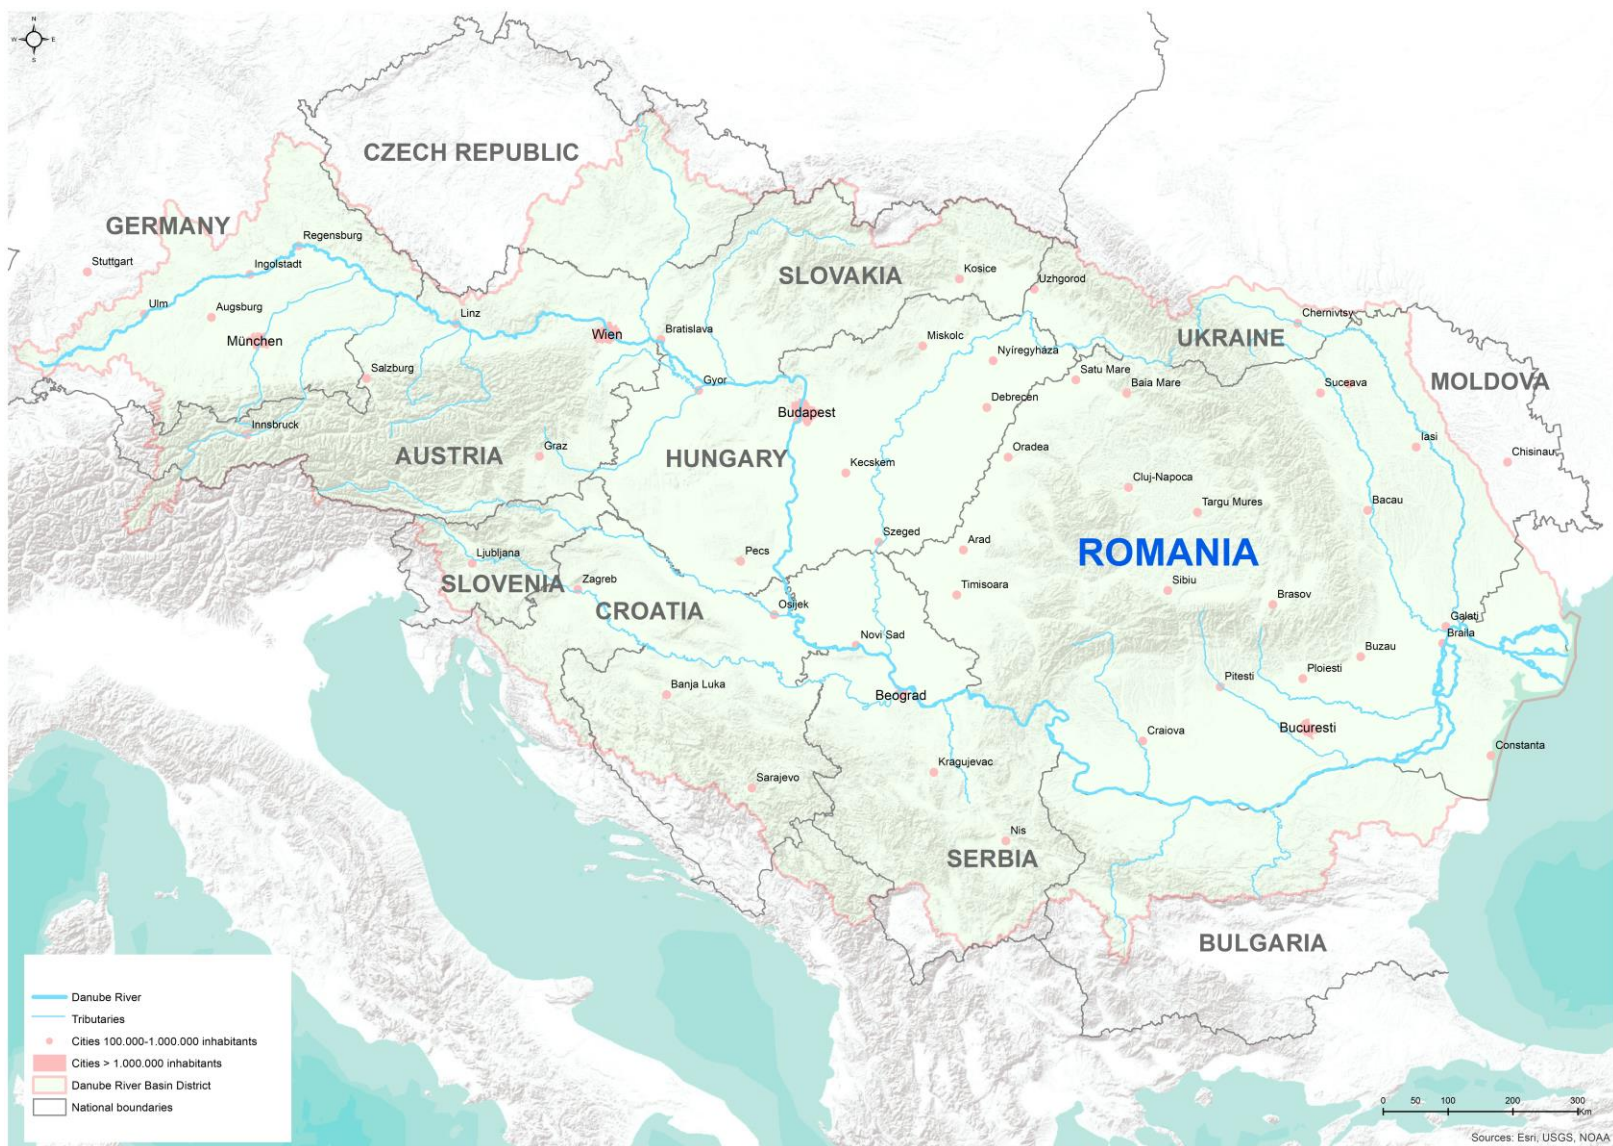 N
W
E
S
CZECH REPUBLIC
GERMANY
Regensburg
Stuttgart
Ingolstadt
Ulm
Augsburg
München
Linz
Wien
Bratislava
SLOVAKIA
Kosice
Uzhgorod
Chernivtsy
UKRAINE
Miskolc
Nyíregyháza
Salzburg
Gyor
Satu Mare
Baia Mare
Suceava
MOLDOVA
Debrecen
Budapest
Innsbruck
AUSTRIA
Graz
HUNGARY
Kecskem
Oradea
Iasi
Chisinau
Cluj-Napoca
Targu Mures
Bacau
Szeged
Arad
ROMANIA
Pecs
Ljubljana
SLOVENIA
Zagreb
CROATIA
Osijek
Timisoara
Sibiu
Brasov
Novi Sad
Galati
Braila
Buzau
Ploiesti
Pitesti
Banja Luka
Beograd
Bucuresti
Craiova
Constanta
Sarajevo
Kragujevac
Nis
SERBIA
BULGARIA
Danube River
Tributaries
Cities 100.000-1.000.000 inhabitants
Cities > 1.000.000 inhabitants
Danube River Basin District
National boundaries
0 50 100 200 300
Km
Sources: Esri, USGS, NOAA